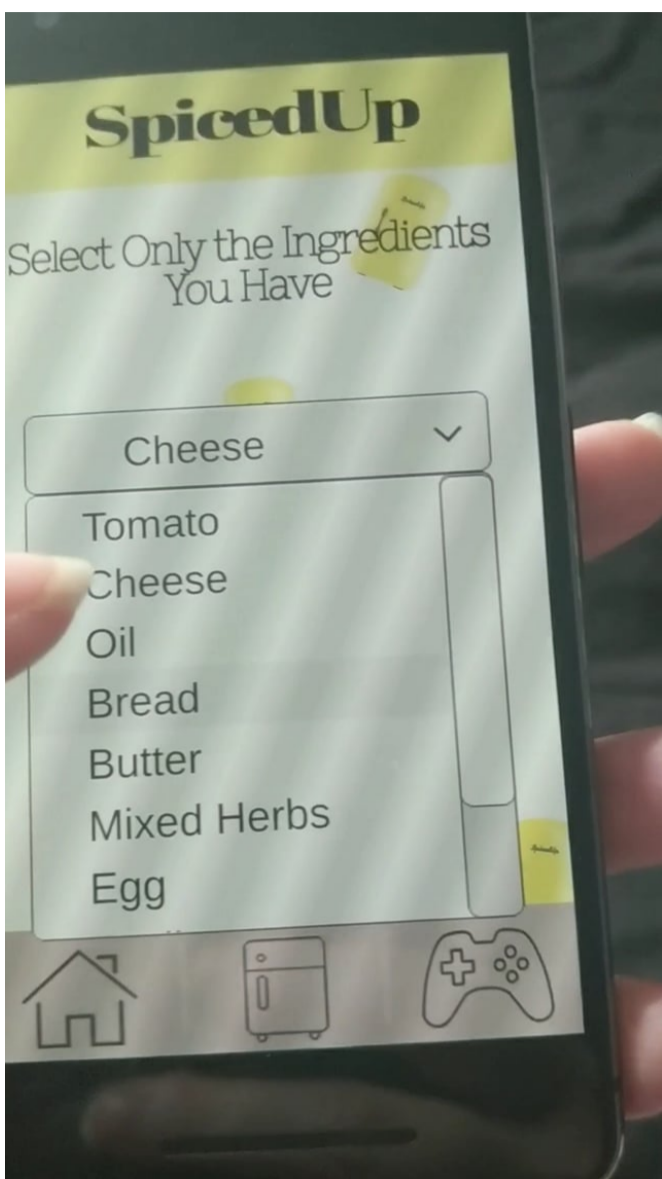 SpicedUp
Select Only the Ingredients
You Have
Cheese
Tomato
Cheese
Oil
Bread
Butter
Mixed Herbs
Egg